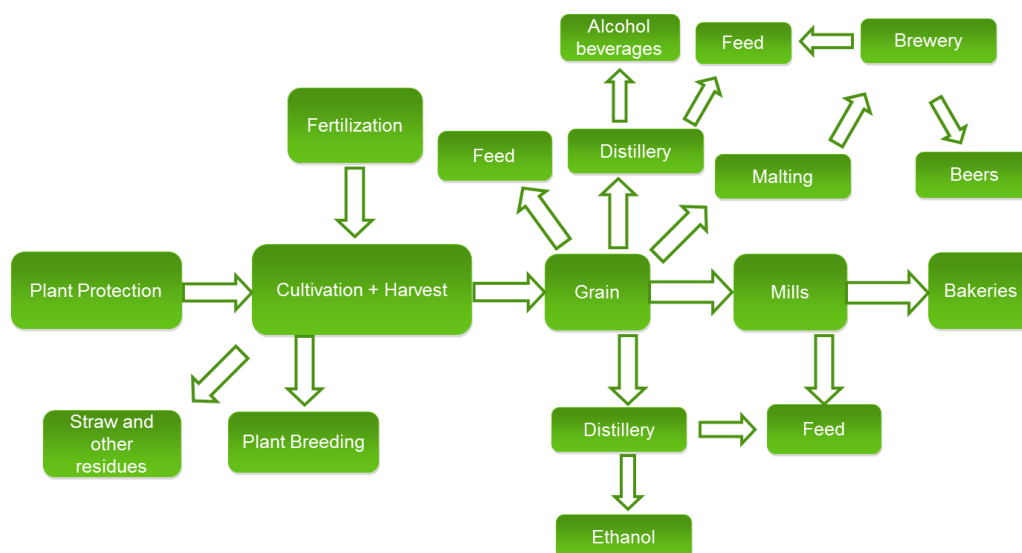 Alcohol
beverages
Feed
Brewery
Fertilization
Feed
Distillery
Malting
Beers
Plant Protection
Cultivation + Harvest
Grain
Mills
Bakeries
Straw and
other
residues
Plant Breeding
Distillery
Feed
Ethanol